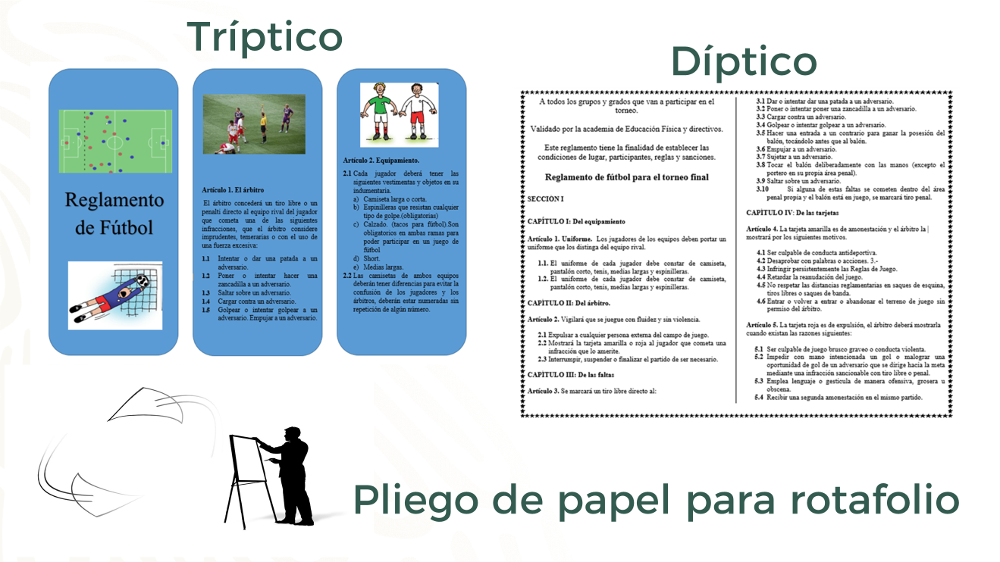 Tríptico
Reglamento
de Fútbol
Artículo 1. El árbitro
El árbitro concederá un tiro libre o un
penalti directo al equipo rival del jugador
que cometa una de las siguientes
infracciones, que el árbitro considere
imprudentes, temerarias o con el uso de
una fuerza excesiva:
1.1 Intentar o dar una patada a un
adversario.
1.2 Poner o intentar hacer una
zancadilla a un adversario.
1.3 Saltar sobre un adversario.
1.4 Cargar contra un adversario.
1.5 Golpear o intentar golpear a un
adversario. Empujar a un adversario.
Artículo 2. Equipamiento.
2.1 Cada jugador deberá tener las
siguientes vestimentas y objetos en su
indumentaria.
a) Camiseta larga o corta.
b) Espinilleras que resistan cualquier
tipo de golpe.(obligatorias)
c) Calzado. (tacos para fútbol).Son
obligatorios en ambas ramas para
poder participar en un juego de
fútbol
d) Short.
e) Medias largas.
2.2 Las camisetas de ambos equipos
deberán tener diferencias para evitar la
confusión de los jugadores y los
árbitros, deberán estar numeradas sin
repetición de algún número.
Díptico
A todos los grupos y grados que van a participar en el
torneo.
Validado por la academia de Educación Física y directivos.
Este reglamento tiene la finalidad de establecer las
condiciones de lugar, participantes, reglas y sanciones.
Reglamento de fútbol para el torneo final
SECCION I
CAPÍTULO I: Del equipamiento
Artículo 1. Uniforme. Los jugadores de los equipos deben portar un
uniforme que los distinga del equipo rival.
1.1. El uniforme de cada jugador debe constar de camiseta,
pantalón corto, tenis, medias largas y espinilleras.
1.2. El uniforme de cada jugador debe constar de camiseta,
pantalón corto, tenis, medias largas y espinilleras.
CAPÍTULO II: Del árbitro.
Artículo 2. Vigilará que se juegue con fluidez y sin violencia.
2.1 Expulsar a cualquier persona externa del campo de juego.
2.2 Mostrará la tarjeta amarilla o roja al jugador que cometa una
infracción que lo amerite.
2.3 Interrumpir, suspender o finalizar el partido de ser necesario.
CAPÍTULO III: De las faltas
Artículo 3. Se marcará un tiro libre directo al:
3.1 Dar o intentar dar una patada a un adversario.
3.2 Poner o intentar poner una zancadilla a un adversario.
3.3 Cargar contra un adversario.
3.4 Golpear o intentar golpear a un adversario.
3.5 Hacer una entrada a un contrario para ganar la posesión del
balón, tocándolo antes que al balón.
3.6 Empujar a un adversario.
3.7 Sujetar a un adversario.
3.8 Tocar el balón deliberadamente con las manos (excepto el
portero en su propia área penal).
3.9 Saltar sobre un adversario.
3.10 Si alguna de estas faltas se cometen dentro del área
penal propia y el balón está en juego, se marcará tiro penal.
CAPÍTULO IV: De las tarjetas
Artículo 4. La tarjeta amarilla es de amonestación y el árbitro la
mostrará por los siguientes motivos.
4.1 Ser culpable de conducta antideportiva.
4.2 Desaprobar con palabras o acciones. 3.-
4.3 Infringir persistentemente las Reglas de Juego.
4.4 Retardar la reanudación del juego.
4.5 No respetar las distancias reglamentarias en saques de esquina,
tiros libres o saques de banda.
4.6 Entrar o volver a entrar o abandonar el terreno de juego sin
permiso del árbitro.
Artículo 5. La tarjeta roja es de expulsión, el árbitro deberá mostrarla
cuando existan las razones siguientes:
5.1 Ser culpable de juego brusco graveo o conducta violenta.
5.2 Impedir con mano intencionada un gol o malograr una
oportunidad de gol de un adversario que se dirige hacia la meta
mediante una infracción sancionable con tiro libre o penal.
5.3 Emplea lenguaje o gesticula de manera ofensiva, grosera u
obscena.
5.4 Recibir una segunda amonestación en el mismo partido.
Pliego de papel para rotafolio